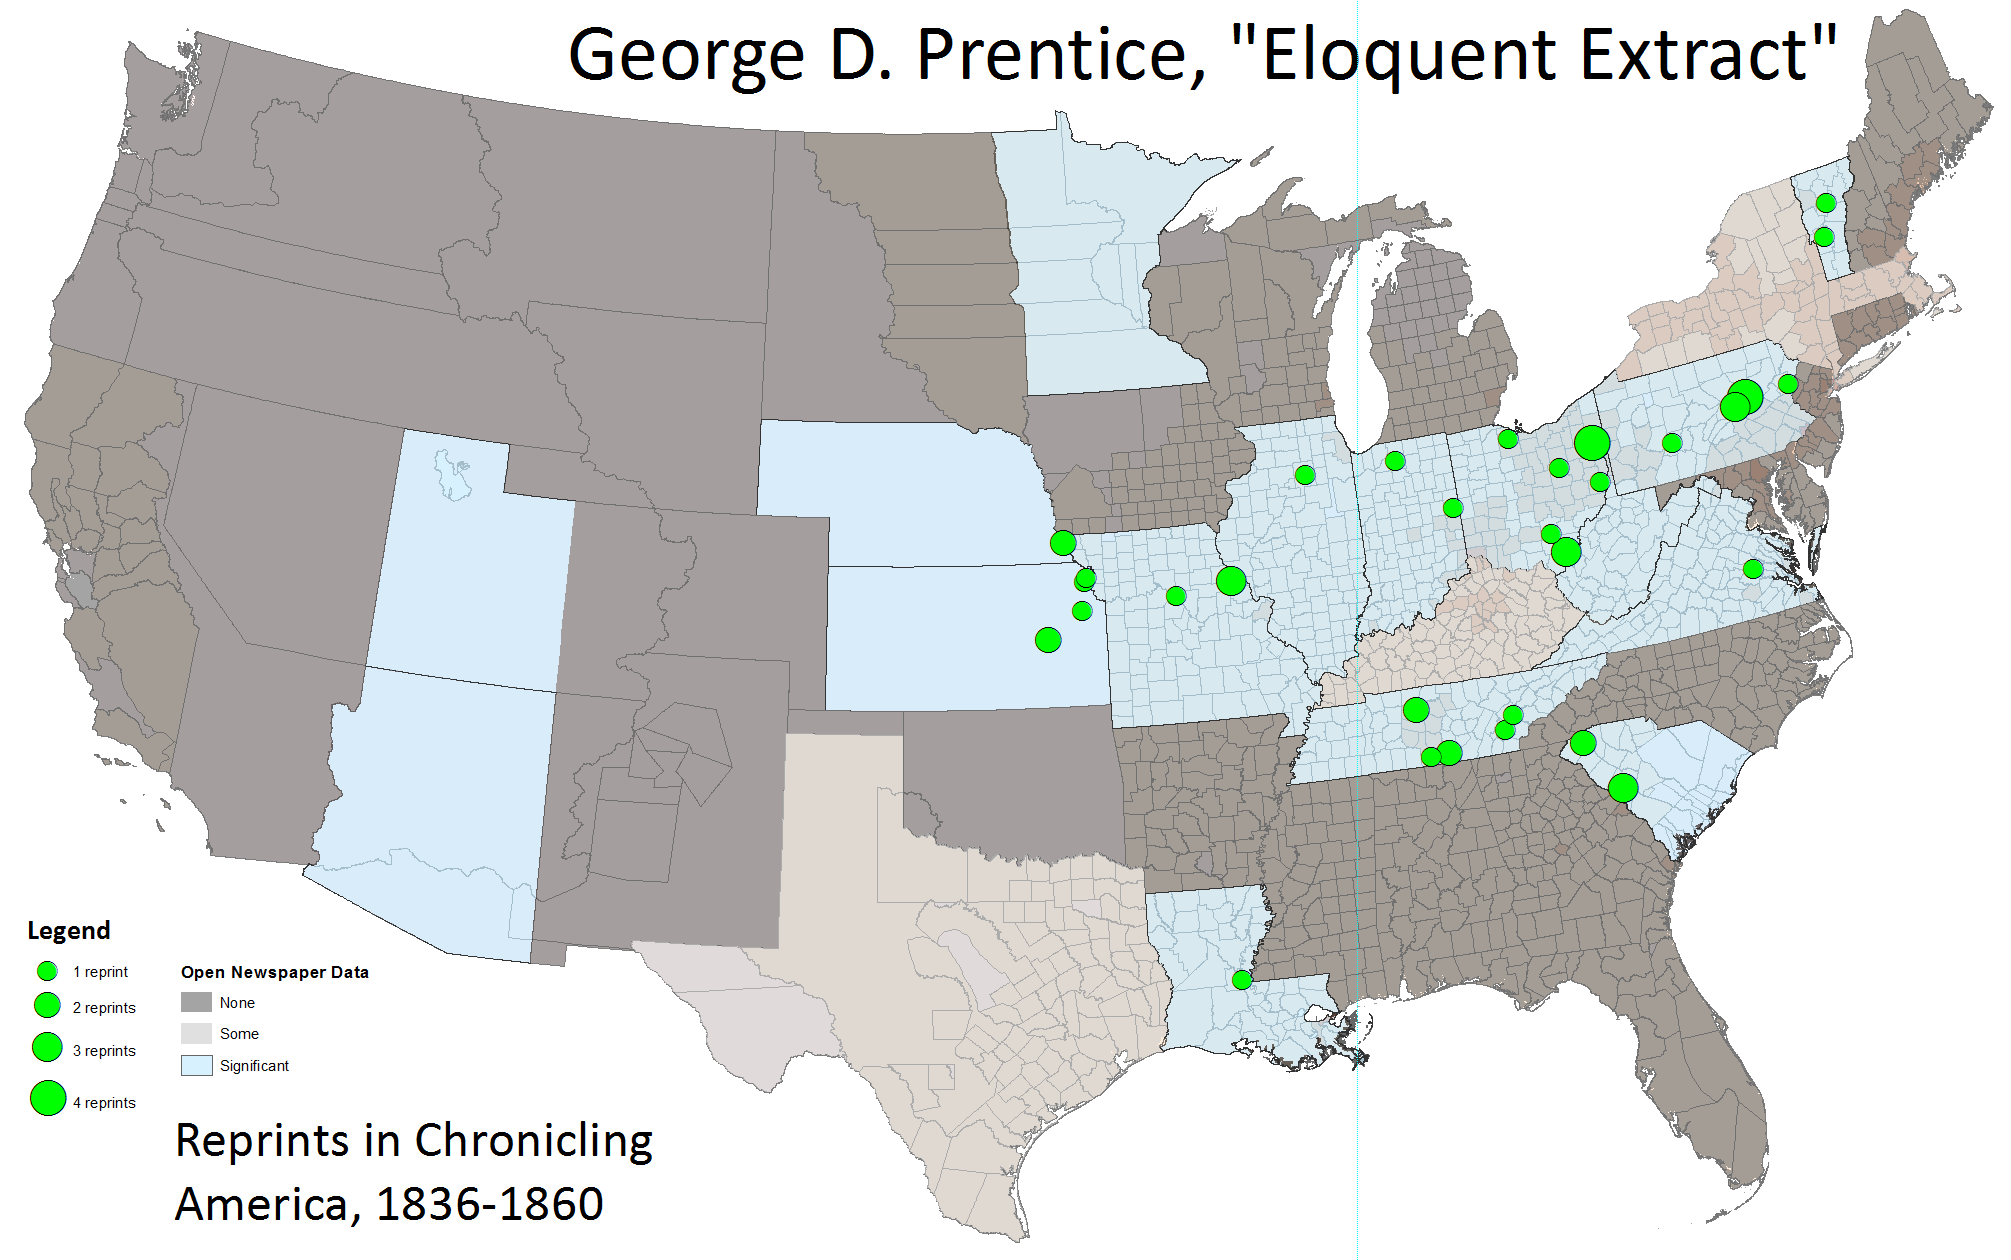 George D. Prentice, "Eloquent Extract"
Legend
1 reprint
2 reprints
3 reprints
4 reprints
Open Newspaper Data
None
Some
Significant
Reprints in Chronicling
America, 1836-1860